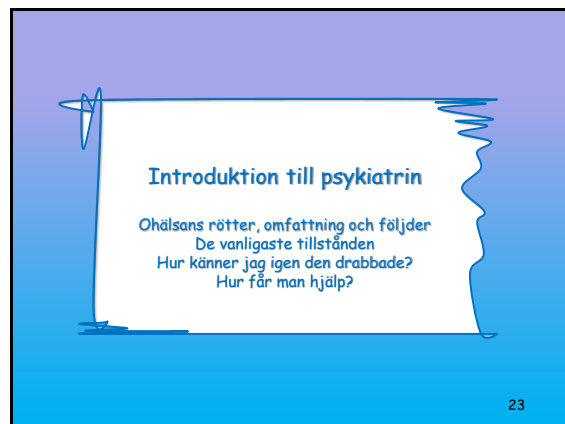 Introduktion till psykiatrin
Ohälsans rötter, omfattning och följder
De vanligaste tillstånden
Hur känner jag igen den drabbade?
Hur får man hjälp?
23